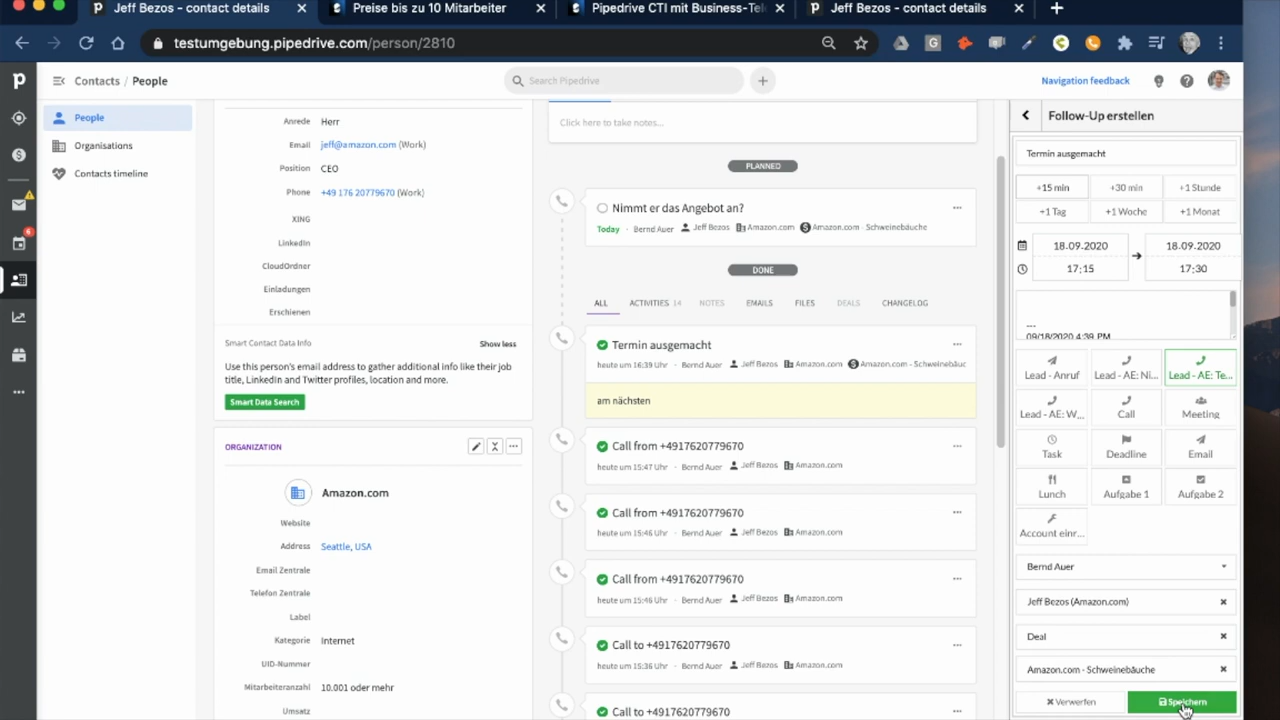 Jeff Bezos - contact details
Preise bis zu 10 Mitarbeiter
Pipedrive CTI mit Business-Tele
Jeff Bezos - contact details
testumgebung.pipedrive.com/person/2810
Contacts / People
Search Pipedrive
Navigation feedback
People
Organisations
Contacts timeline
6
Anrede Herr
Email jeff@amazon.com (Work)
Position CEO
Phone +49 176 20779670 (Work)
XING
LinkedIn
CloudOrdner
Einladungen
Erschienen
Smart Contact Data Info Show less
Use this person's email address to gather additional info like their job
title, LinkedIn and Twitter profiles, location and more.
Smart Data Search
ORGANIZATION
Amazon.com
Website
Address Seattle, USA
Email Zentrale
Telefon Zentrale
Label
Kategorie Internet
UID-Nummer
Mitarbeiteranzahl 10.001 oder mehr
Umsatz
Click here to take notes...
PLANNED
Nimmt er das Angebot an?
Today · Bernd Auer Jeff Bezos Amazon.com Amazon.com - Schweinebäuche
DONE
ALL ACTIVITIES 14 NOTES EMAILS FILES DEALS CHANGELOG
Termin ausgemacht
heute um 16:39 Uhr · Bernd Auer Jeff Bezos Amazon.com Amazon.com - Schweinebäuc
am nächsten
Call from +4917620779670
heute um 15:47 Uhr · Bernd Auer Jeff Bezos Amazon.com
Call from +4917620779670
heute um 15:46 Uhr · Bernd Auer Jeff Bezos Amazon.com
Call from +4917620779670
heute um 15:46 Uhr · Bernd Auer Jeff Bezos Amazon.com
Call to +4917620779670
heute um 15:36 Uhr · Bernd Auer Jeff Bezos Amazon.com
Call to +4917620779670
Follow-Up erstellen
Termin ausgemacht
+15 min +30 min +1 Stunde
+1 Tag +1 Woche +1 Monat
18.09.2020 18.09.2020
17:15 17:30
---
09/18/2020 4:39 PM
Lead - Anruf Lead - AE: Ni... Lead - AE: Te...
Lead - AE: W... Call Meeting
Task Deadline Email
Lunch Aufgabe 1 Aufgabe 2
Account einr...
Bernd Auer
Jeff Bezos (Amazon.com)
Deal
Amazon.com - Schweinebäuche
Verwerfen Speichern